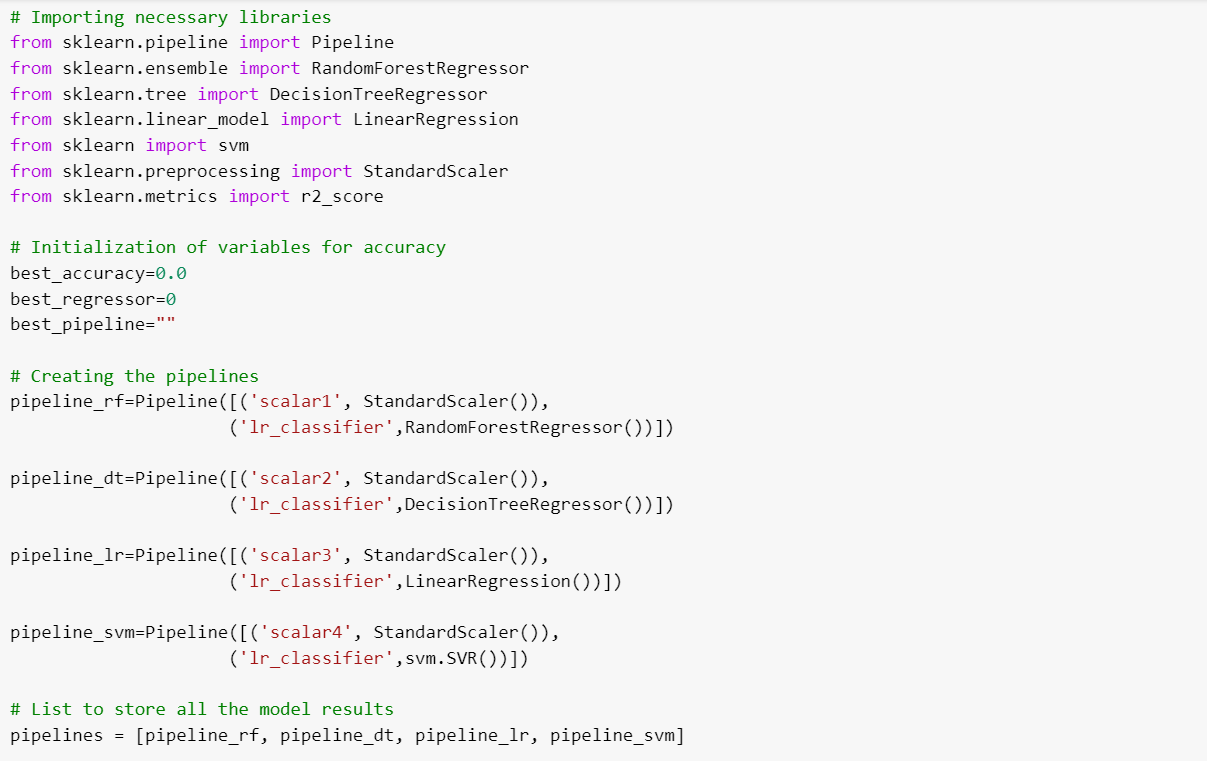 # Importing necessary libraries
from sklearn.pipeline import Pipeline
from sklearn.ensemble import RandomForestRegressor
from sklearn.tree import DecisionTreeRegressor
from sklearn.linear_model import LinearRegression
from sklearn import svm
from sklearn.preprocessing import StandardScaler
from sklearn.metrics import r2_score

# Initialization of variables for accuracy
best_accuracy=0.0
best_regressor=0
best_pipeline=""

# Creating the pipelines
pipeline_rf=Pipeline([('scalar1', StandardScaler()),
                     ('lr_classifier',RandomForestRegressor())])

pipeline_dt=Pipeline([('scalar2', StandardScaler()),
                     ('lr_classifier',DecisionTreeRegressor())])

pipeline_lr=Pipeline([('scalar3', StandardScaler()),
                     ('lr_classifier',LinearRegression())])

pipeline_svm=Pipeline([('scalar4', StandardScaler()),
                     ('lr_classifier',svm.SVR())])

# List to store all the model results
pipelines = [pipeline_rf, pipeline_dt, pipeline_lr, pipeline_svm]